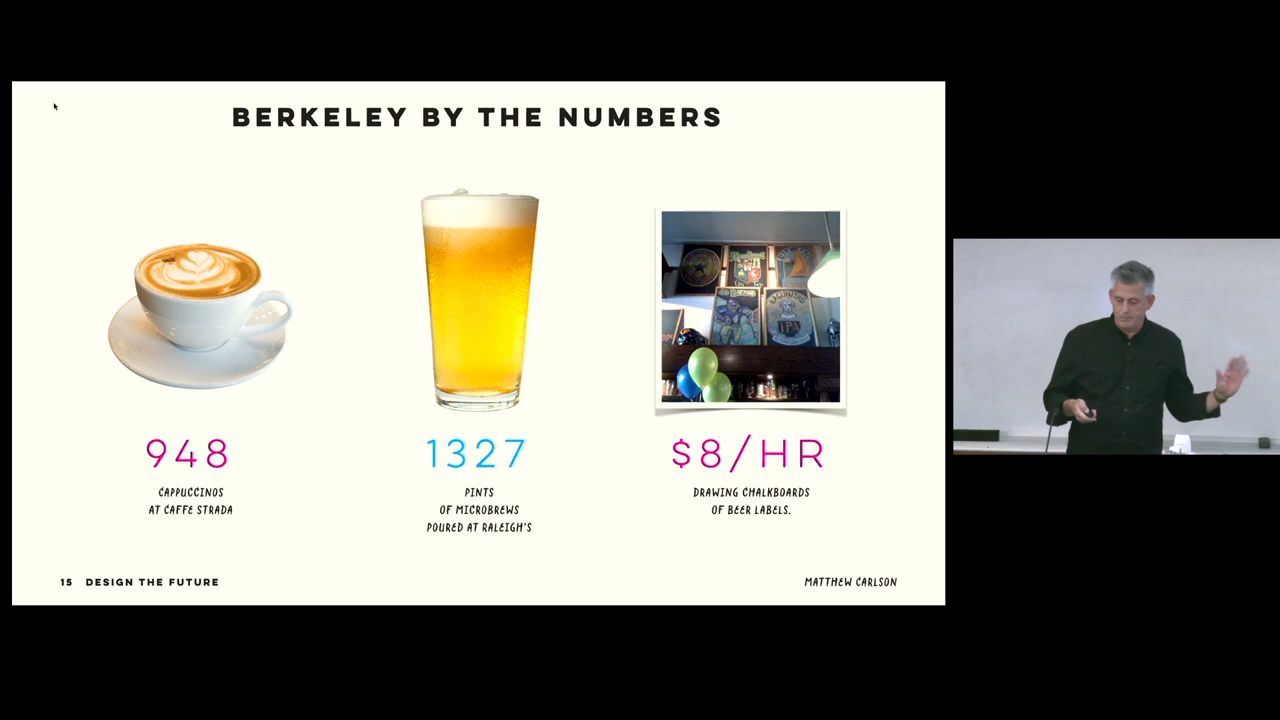 BERKELEY BY THE NUMBERS
IPA
948
CAPPUCCINOS
AT CAFFE STRADA
1327
PINTS
OF MICROBREWS
POURED AT RALEIGH'S
$8/HR
DRAWING CHALKBOARDS
OF BEER LABELS.
15 DESIGN THE FUTURE
MATTHEW CARLSON